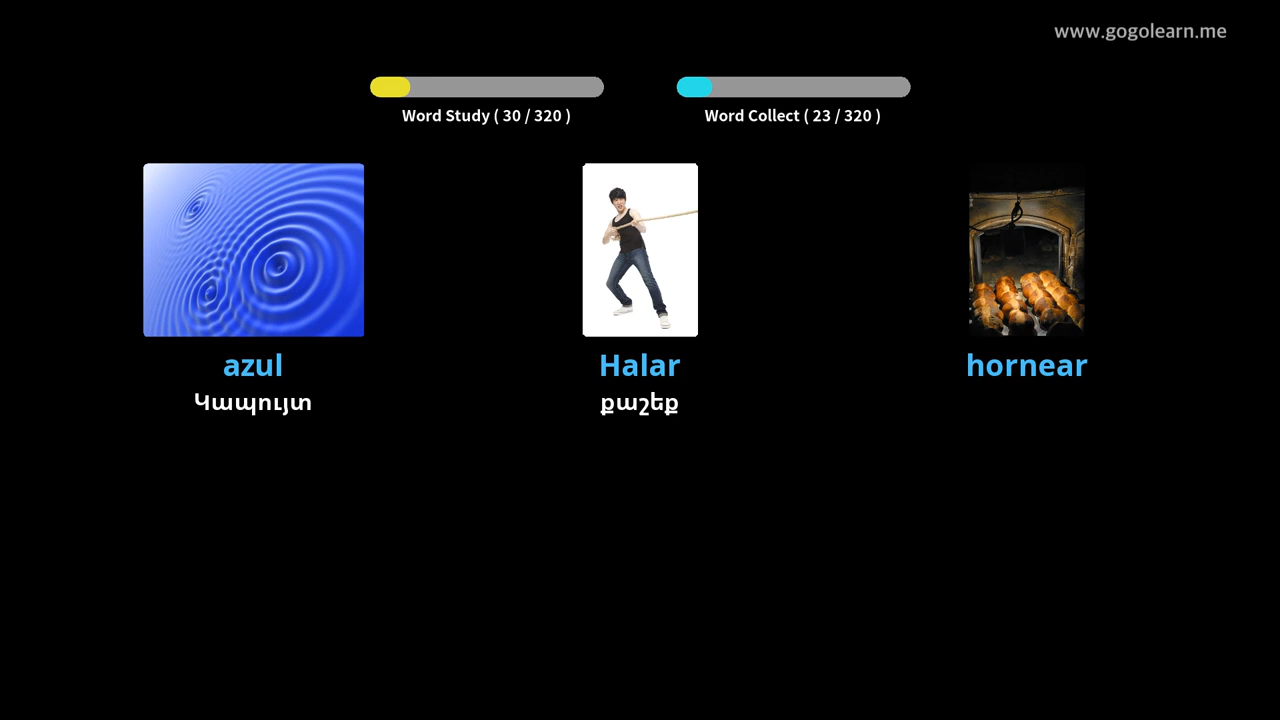 www.gogolearn.me
Word Study ( 30 / 320 )
Word Collect ( 23 / 320 )
azul
Halar
hornear
Կապույտ
քաշեք